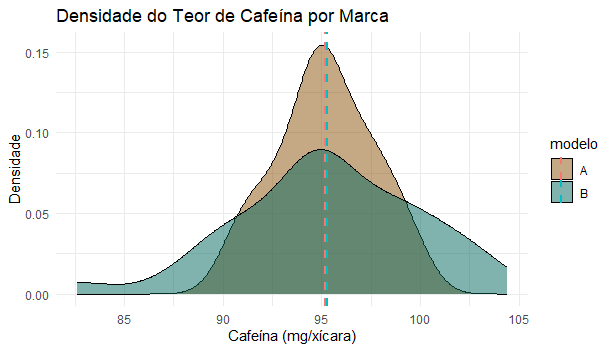 Densidade do Teor de Cafeína por Marca
0.15
0.10
0.05
0.00
Densidade
85
90
95
100
105
Cafeína (mg/xícara)
modelo
A
B